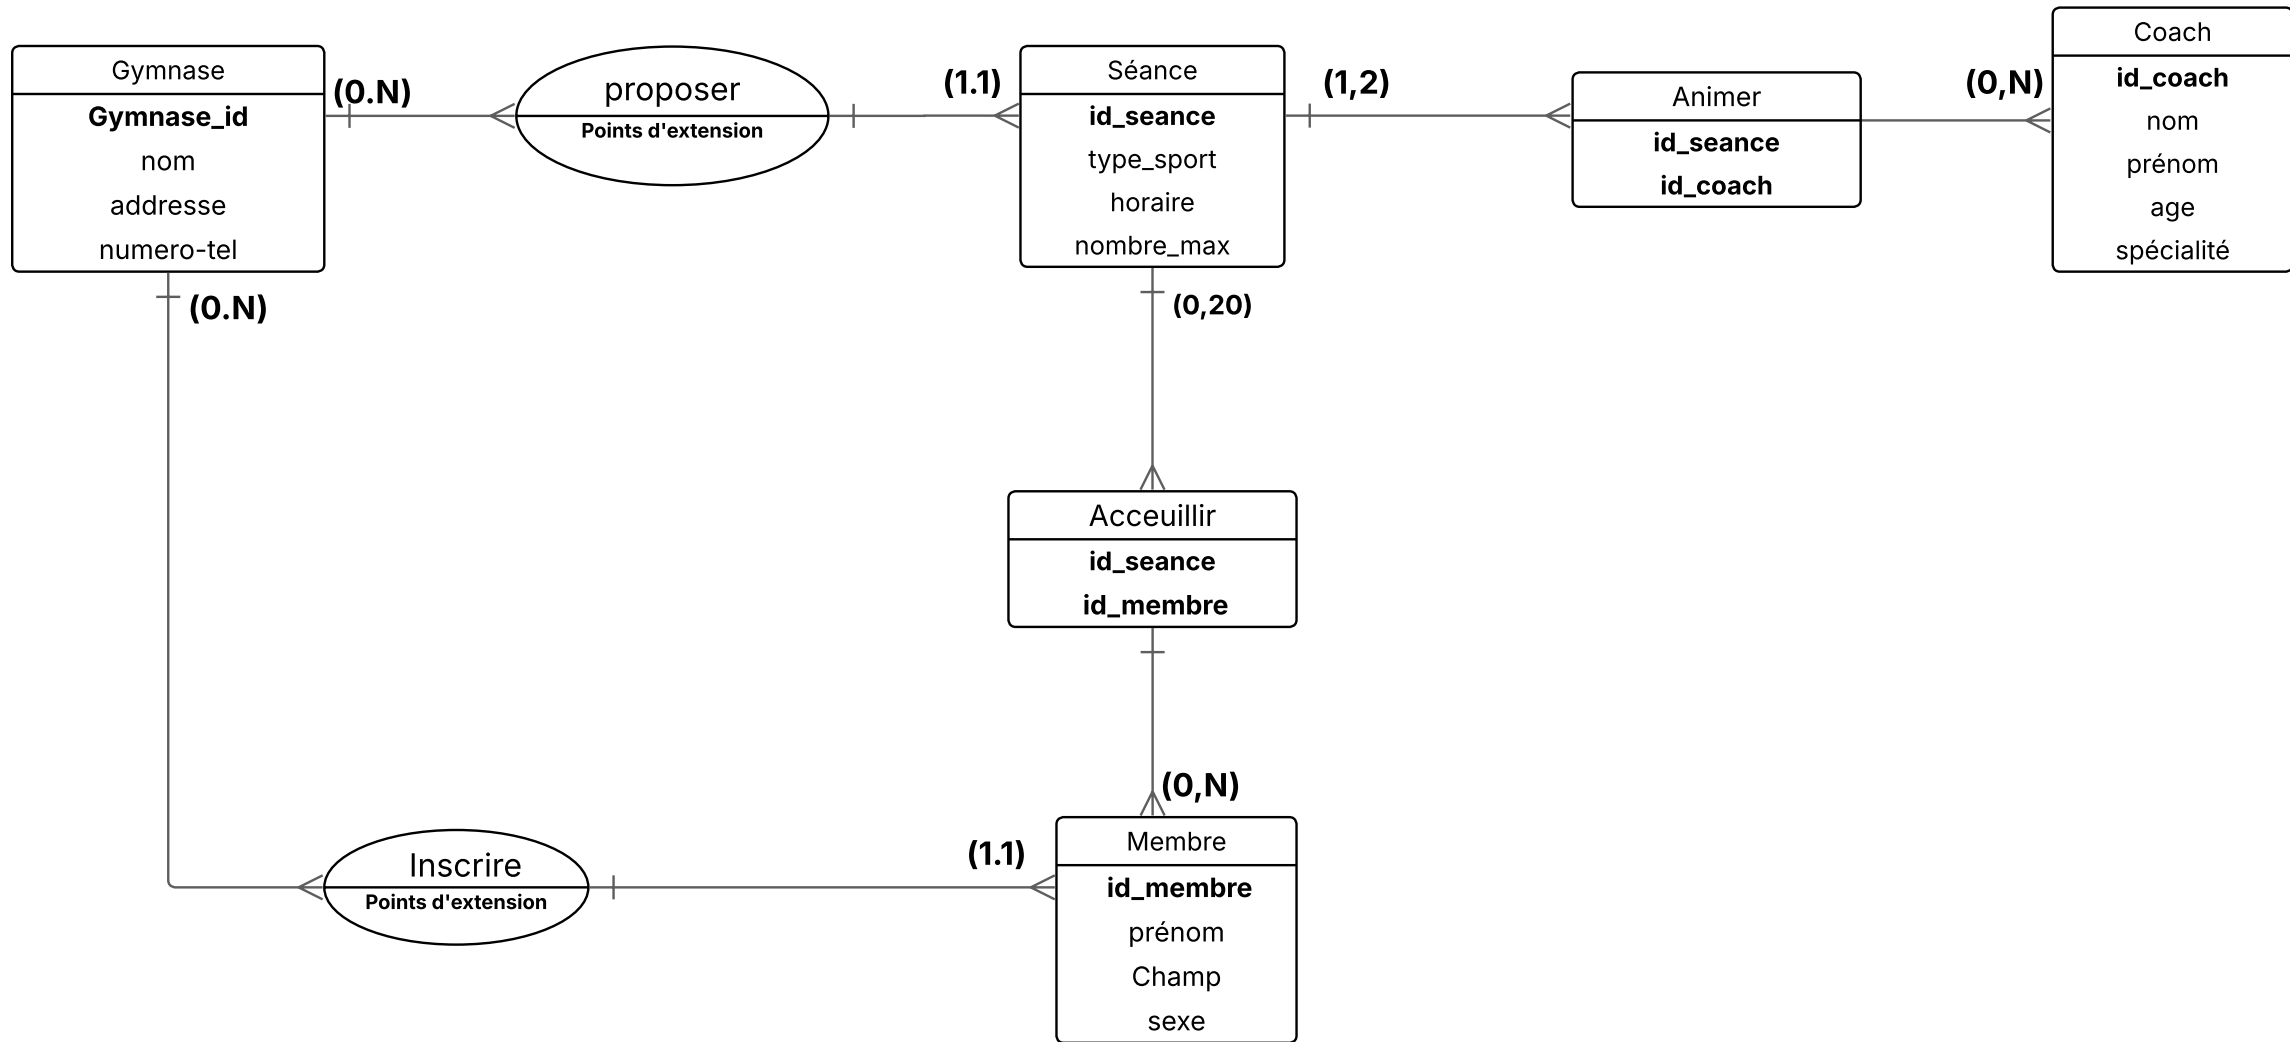 Gymnase
Gymnase_id
nom
addresse
numero-tel
(0.N)
proposer
Points d'extension
(1.1)
Séance
id_seance
type_sport
horaire
nombre_max
(1,2)
Animer
id_seance
id_coach
(0,N)
Coach
id_coach
nom
prénom
age
spécialité
(0.N)
(0,20)
Acceuillir
id_seance
id_membre
(0,N)
Inscrire
Points d'extension
(1.1)
Membre
id_membre
prénom
Champ
sexe